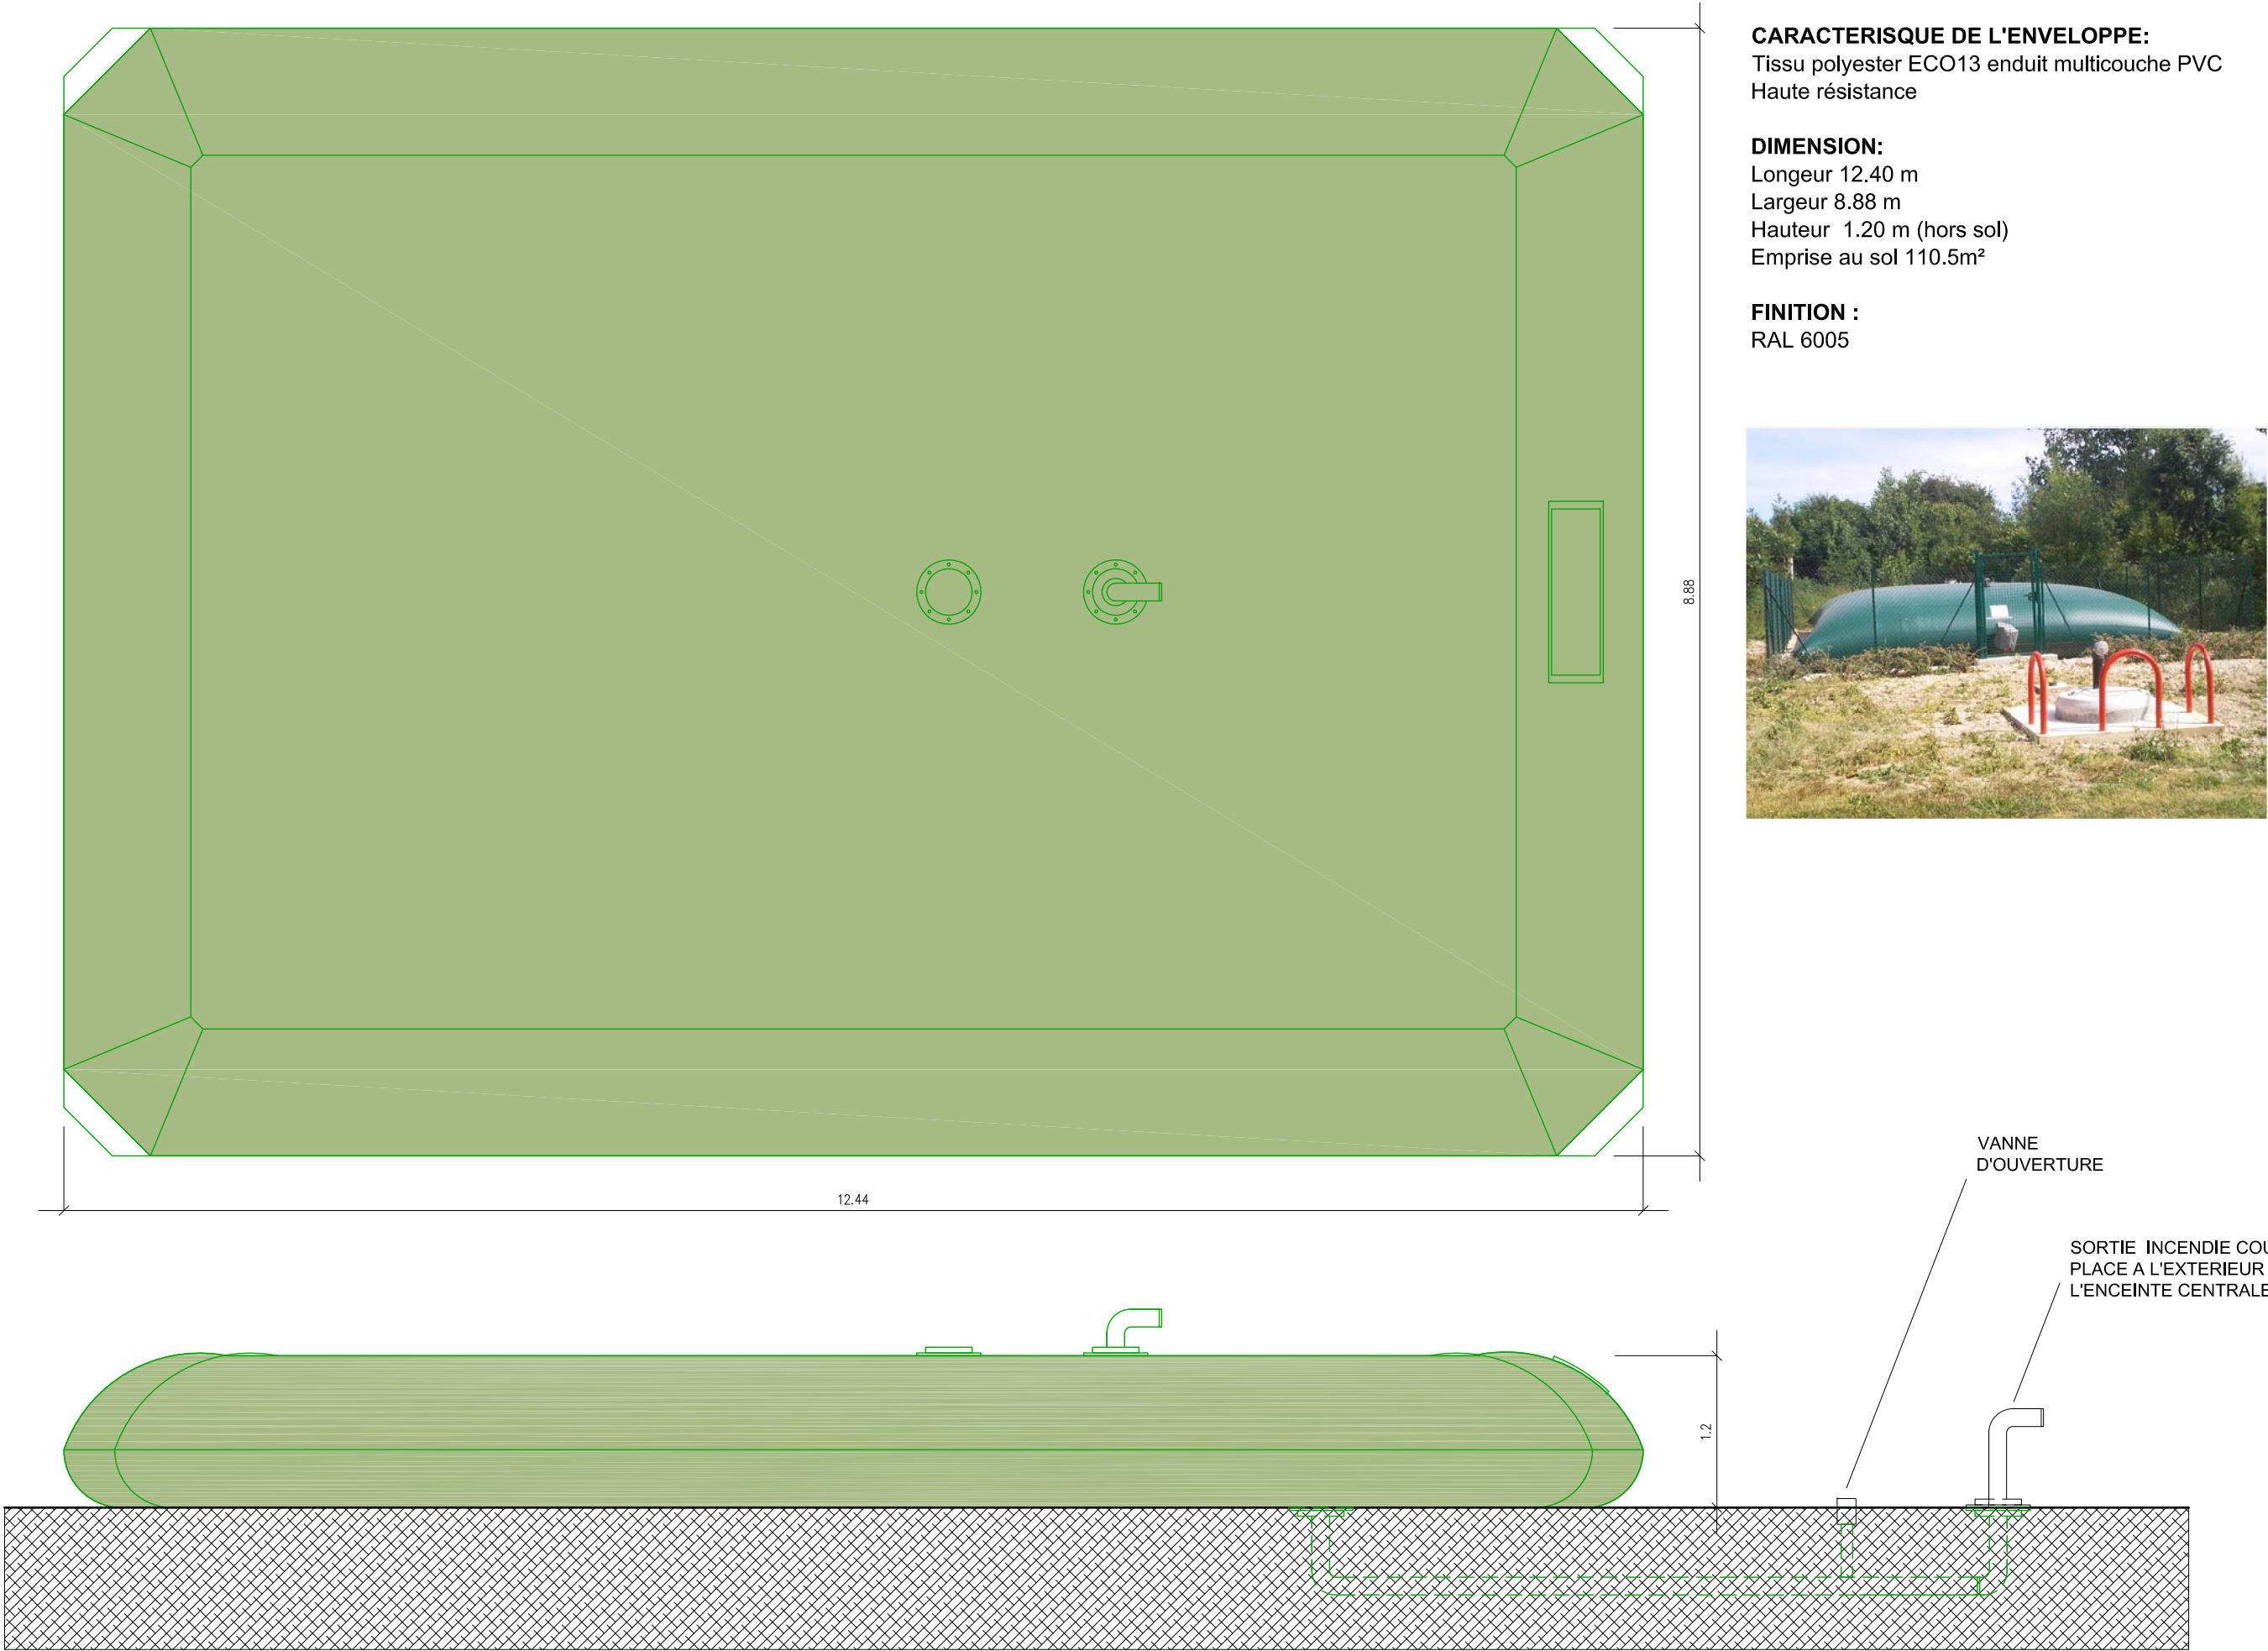 CARACTERISQUE DE L'ENVELOPPE:
Tissu polyester ECO13 enduit multicouche PVC
Haute résistance
DIMENSION:
Longeur 12.40 m
Largeur 8.88 m
Hauteur 1.20 m (hors sol)
Emprise au sol 110.5m²
FINITION :
RAL 6005
8.88
12.44
VANNE
D'OUVERTURE
SORTIE INCENDIE
PLACE A L'EXTERIEUR
L'ENCEINTE CENTRALE
1.2